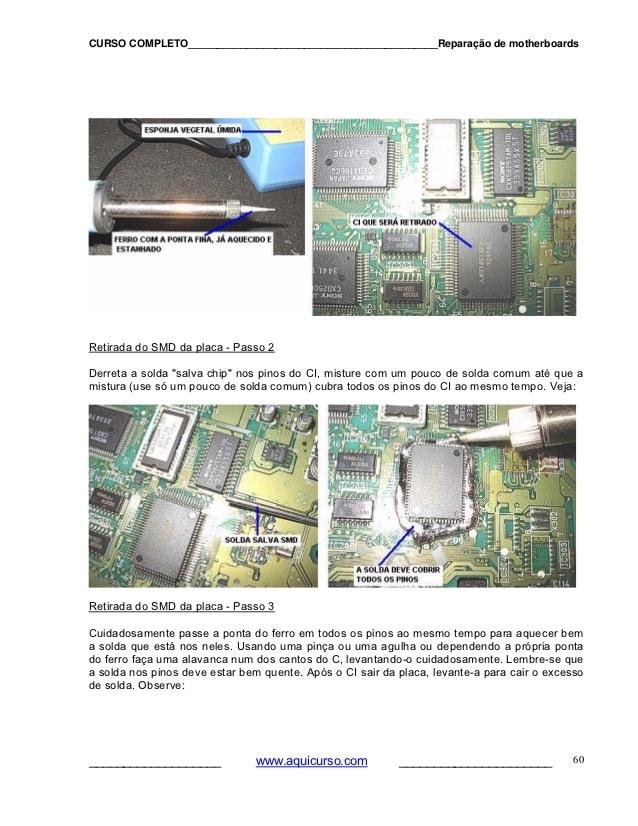 CURSO COMPLETO___________________________________________Reparação de motherboards
ESPONJA VEGETAL ÚMIDA
FERRO COM A PONTA FINA, JÁ AQUECIDO E
ESTANHADO
CI QUE SERÁ RETIRADO
Retirada do SMD da placa - Passo 2
Derreta a solda "salva chip" nos pinos do CI, misture com um pouco de solda comum até que a
mistura (use só um pouco de solda comum) cubra todos os pinos do CI ao mesmo tempo. Veja:
SOLDA SALVA SMD
A SOLDA DEVE COBRIR
TODOS OS PINOS
Retirada do SMD da placa - Passo 3
Cuidadosamente passe a ponta do ferro em todos os pinos ao mesmo tempo para aquecer bem
a solda que está nos neles. Usando uma pinça ou uma agulha ou dependendo a própria ponta
do ferro faça uma alavanca num dos cantos do C, levantando-o cuidadosamente. Lembre-se que
a solda nos pinos deve estar bem quente. Após o CI sair da placa, levante-a para cair o excesso
de solda. Observe:
___________________ www.aquicurso.com ______________________ 60